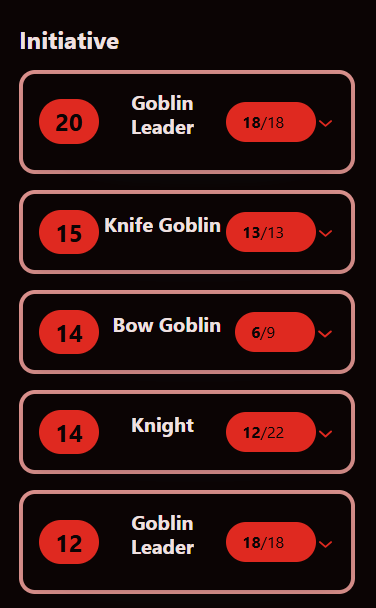 Initiative
20 Goblin Leader 18/18
15 Knife Goblin 13/13
14 Bow Goblin 6/9
14 Knight 12/22
12 Goblin Leader 18/18